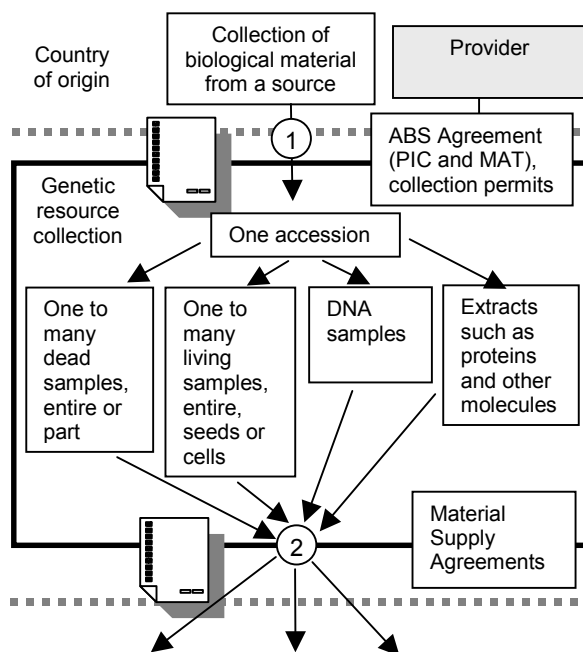 Country
of origin
Collection of
biological material
from a source
Provider
1
ABS Agreement
(PIC and MAT),
collection permits
Genetic
resource
collection
One accession
One to
many
dead
samples,
entire or
part
One to
many
living
samples,
entire,
seeds or
cells
DNA
samples
Extracts
such as
proteins
and other
molecules
2
Material
Supply
Agreements